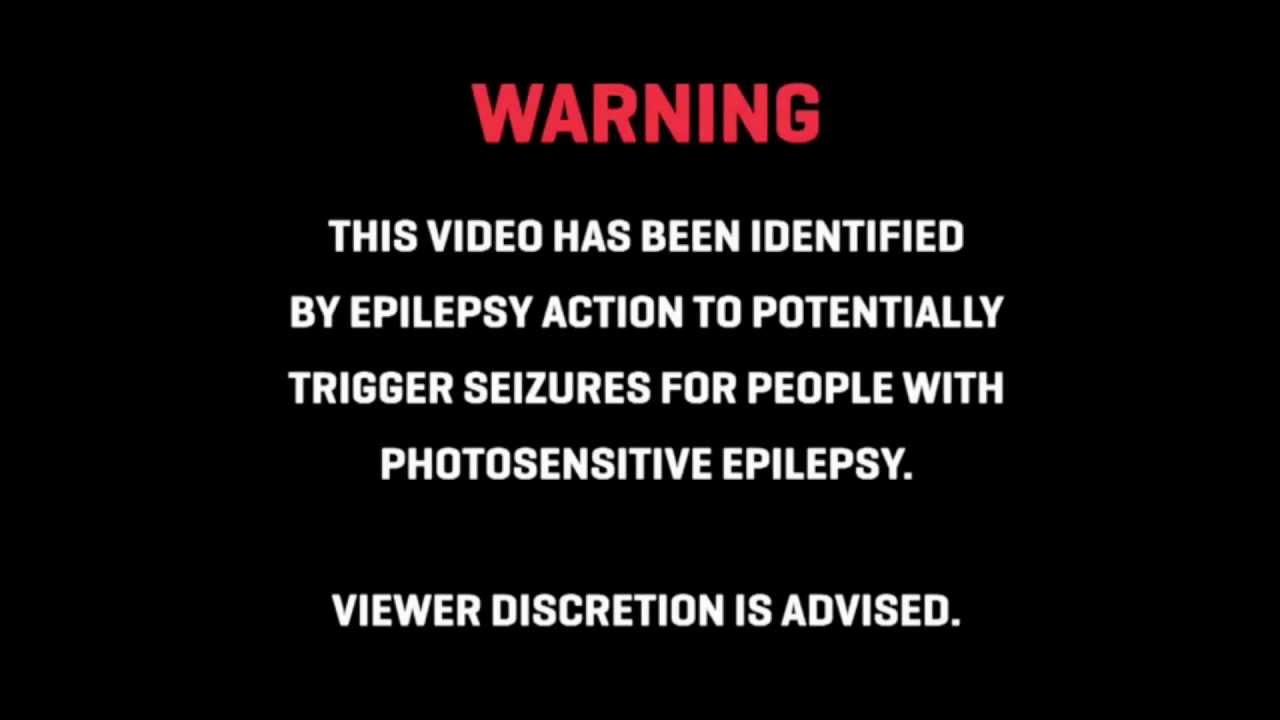 WARNING
THIS VIDEO HAS BEEN IDENTIFIED
BY EPILEPSY ACTION TO POTENTIALLY
TRIGGER SEIZURES FOR PEOPLE WITH
PHOTOSENSITIVE EPILEPSY.
VIEWER DISCRETION IS ADVISED.